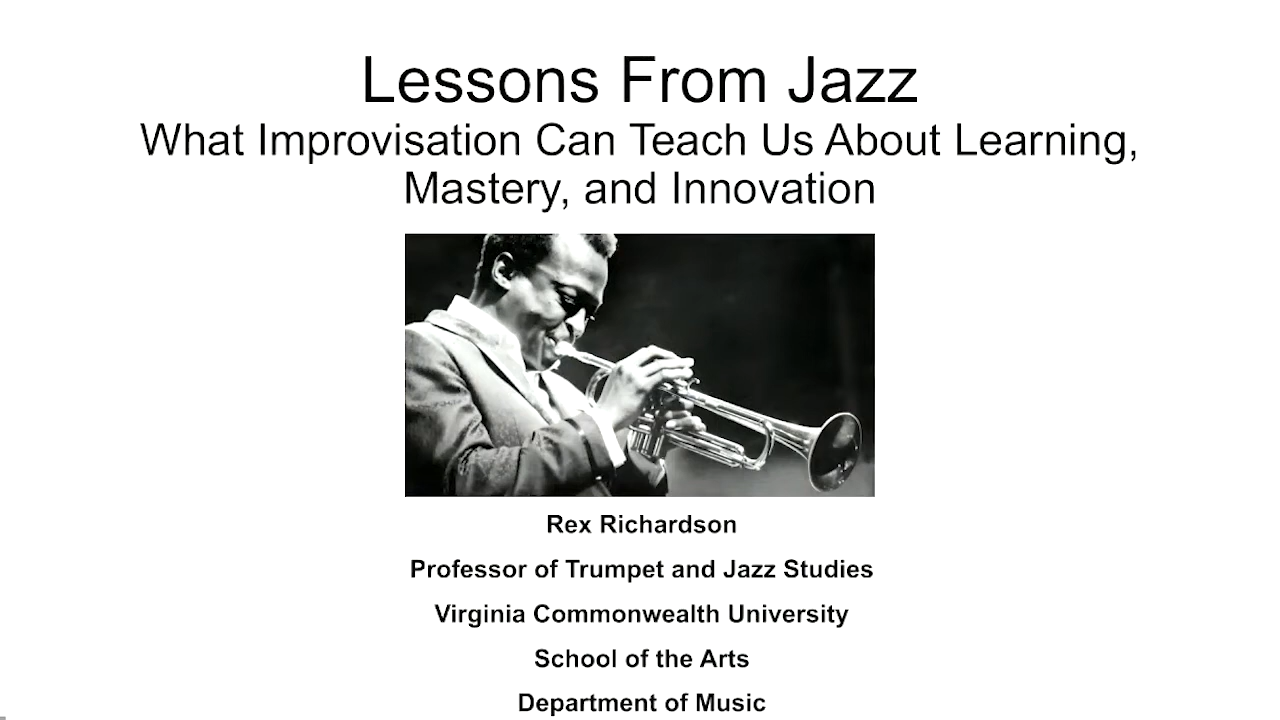 Lessons From Jazz
What Improvisation Can Teach Us About Learning,
Mastery, and Innovation
Rex Richardson
Professor of Trumpet and Jazz Studies
Virginia Commonwealth University
School of the Arts
Department of Music